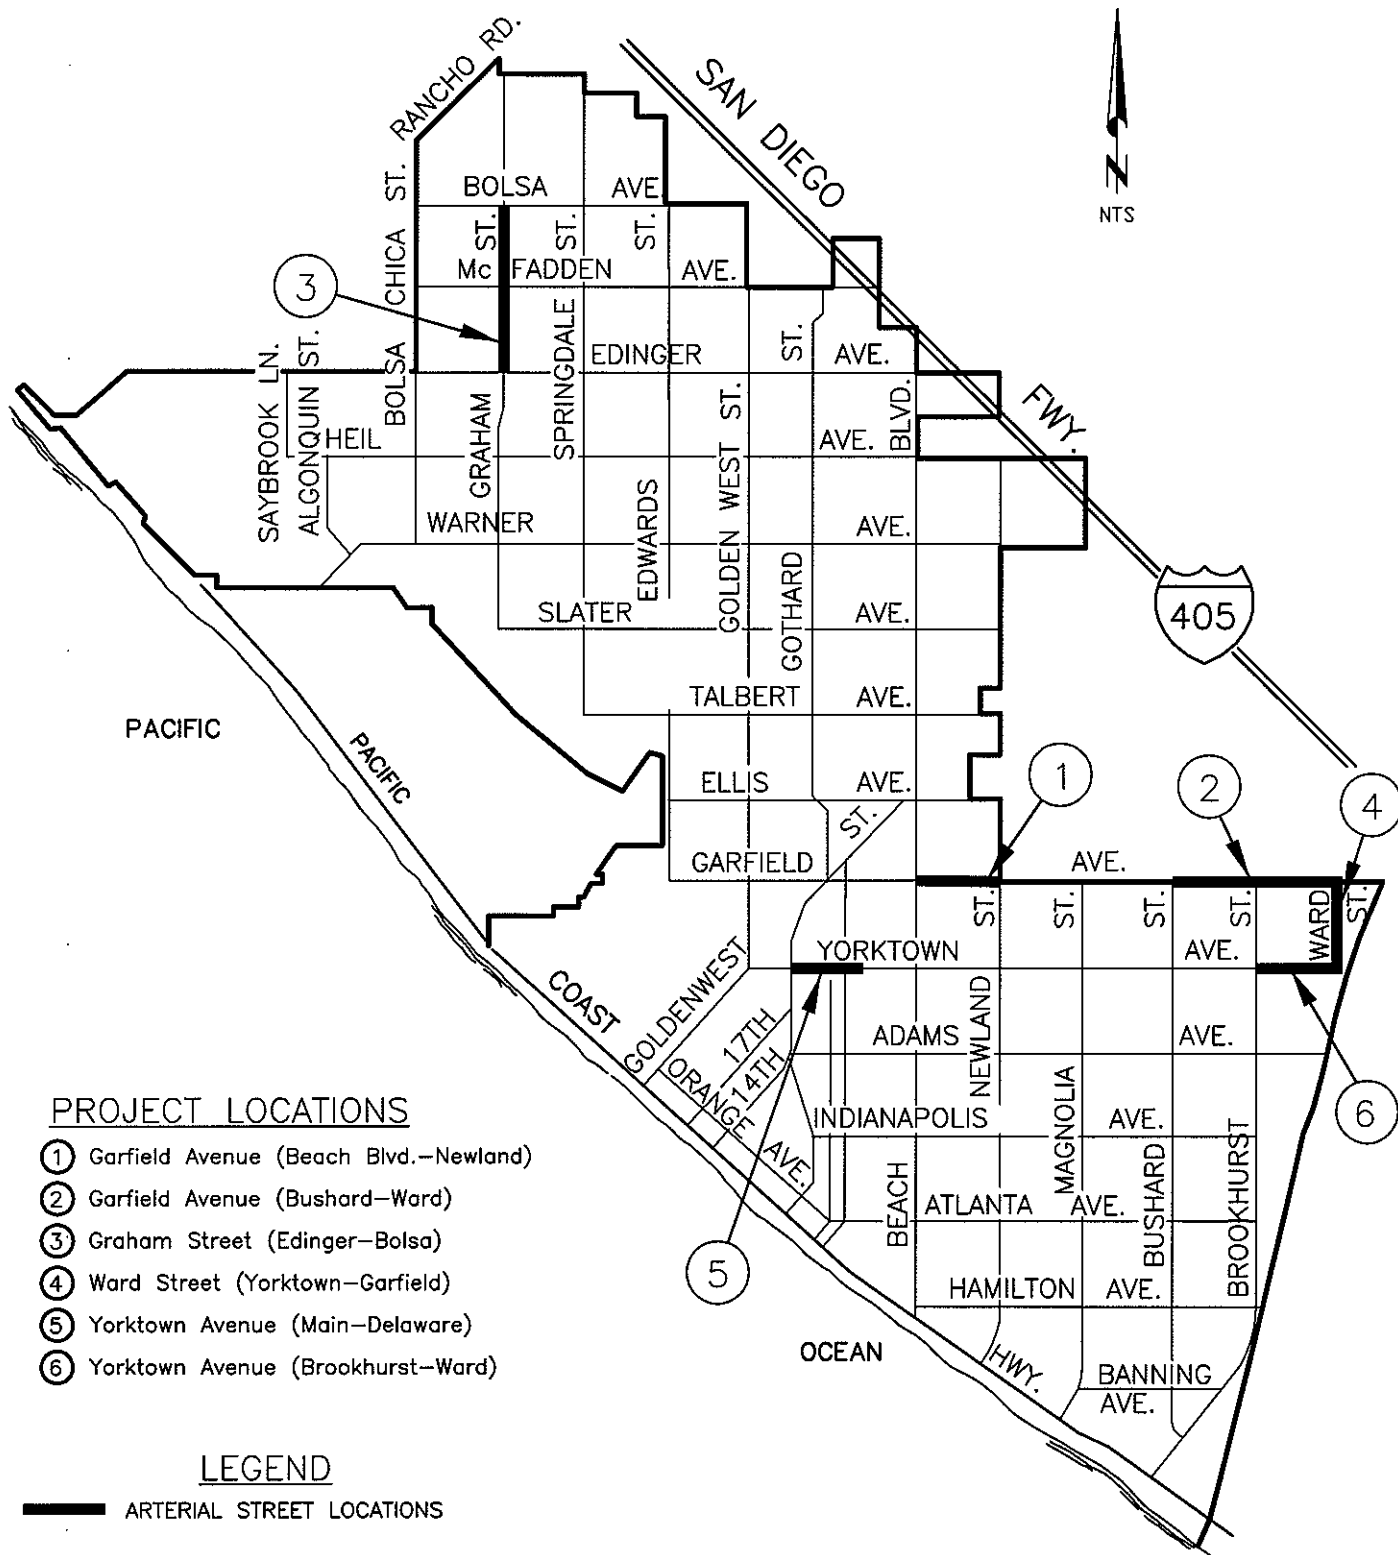 RANCHO RD.
SAN DIEGO
FWY.
N
NTS
405
BOLSA AVE.
BOLSA CHICA ST.
ST.
ST.
ST.
Mc FADDEN AVE.
3
EDINGER AVE.
ST.
SAYBROOK LN.
ALGONQUIN ST.
GRAHAM
SPRINGDALE
GOLDEN WEST ST.
BLVD.
HEIL AVE.
WARNER AVE.
EDWARDS
GOTHARD
SLATER AVE.
TALBERT AVE.
PACIFIC
PACIFIC
ELLIS AVE.
1
2
4
ST.
GARFIELD AVE.
ST.
ST.
ST.
ST.
WARD
ST.
YORKTOWN AVE.
GOLDENWEST
COAST
17TH
14TH
ORANGE AVE.
ADAMS AVE.
NEWLAND
MAGNOLIA
INDIANAPOLIS AVE.
6
BEACH
BUSHARD
BROOKHURST
ATLANTA AVE.
5
HAMILTON AVE.
OCEAN
HWY.
BANNING
AVE.
PROJECT LOCATIONS
1 Garfield Avenue (Beach Blvd.-Newland)
2 Garfield Avenue (Bushard-Ward)
3 Graham Street (Edinger-Bolsa)
4 Ward Street (Yorktown-Garfield)
5 Yorktown Avenue (Main-Delaware)
6 Yorktown Avenue (Brookhurst-Ward)
LEGEND
ARTERIAL STREET LOCATIONS